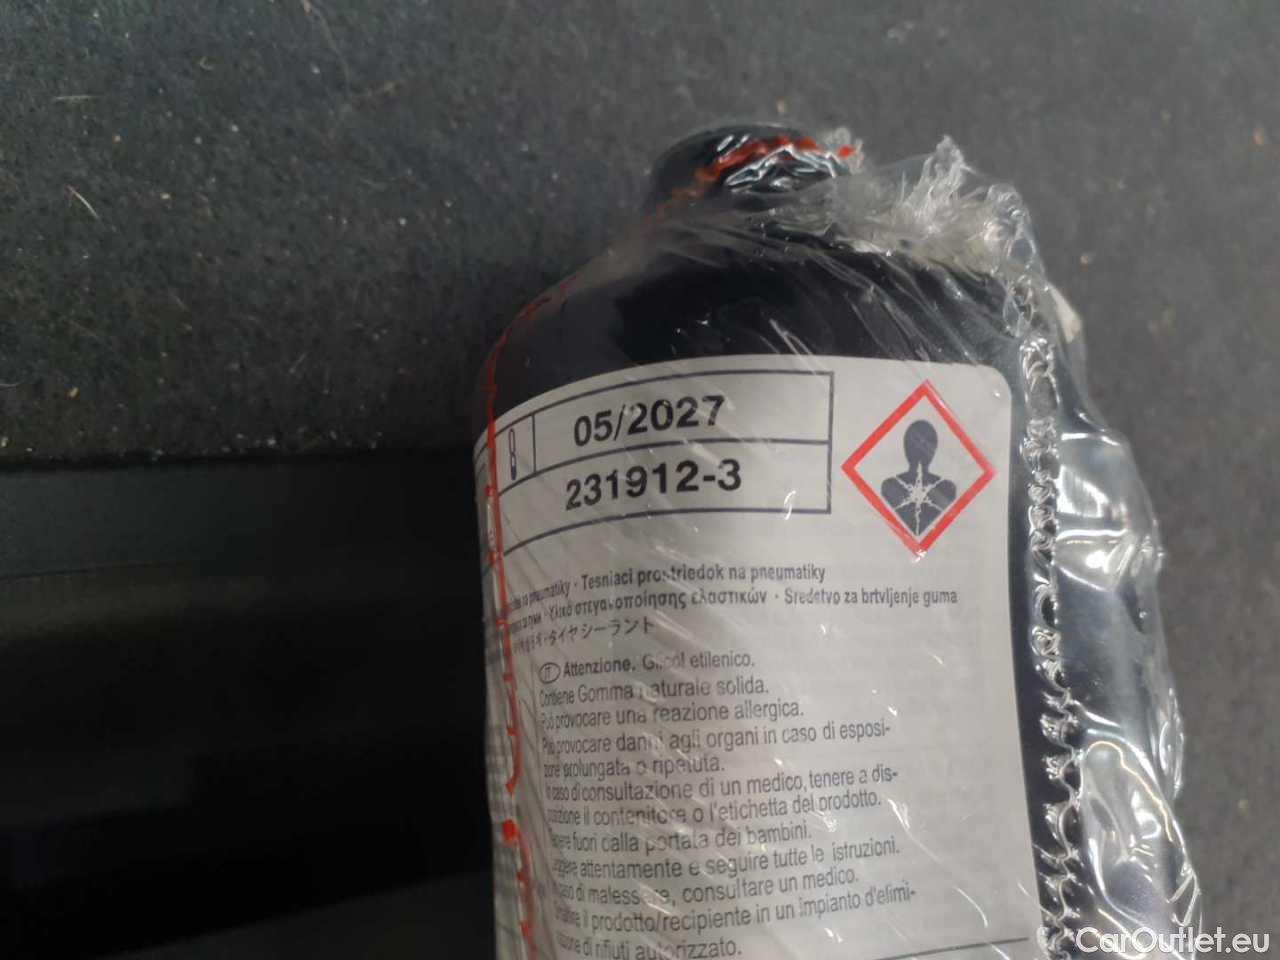 05/2027
231912-3
pneumatiky · Tesniaci prostriedok na pneumatiky
Υλικό στεγανοποίησης ελαστικών · Sredstvo za brtvljenje guma
タイヤシーラント
IT Attenzione. Glicol etilenico.
Contiene Gomma naturale solida.
Può provocare una reazione allergica.
Può provocare danni agli organi in caso di esposi-
zione prolungata o ripetuta.
In caso di consultazione di un medico, tenere a dis-
posizione il contenitore o l'etichetta del prodotto.
Tenere fuori dalla portata dei bambini.
Leggere attentamente e seguire tutte le istruzioni.
In caso di malessere, consultare un medico.
Smaltire il prodotto/recipiente in un impianto d'elimi-
nazione di rifiuti autorizzato.
CarOutlet.eu